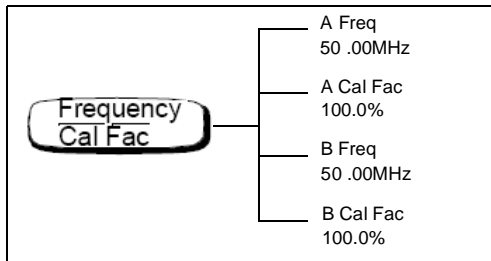 Frequency
Cal Fac
A Freq
50 .00MHz
A Cal Fac
100.0%
B Freq
50 .00MHz
B Cal Fac
100.0%